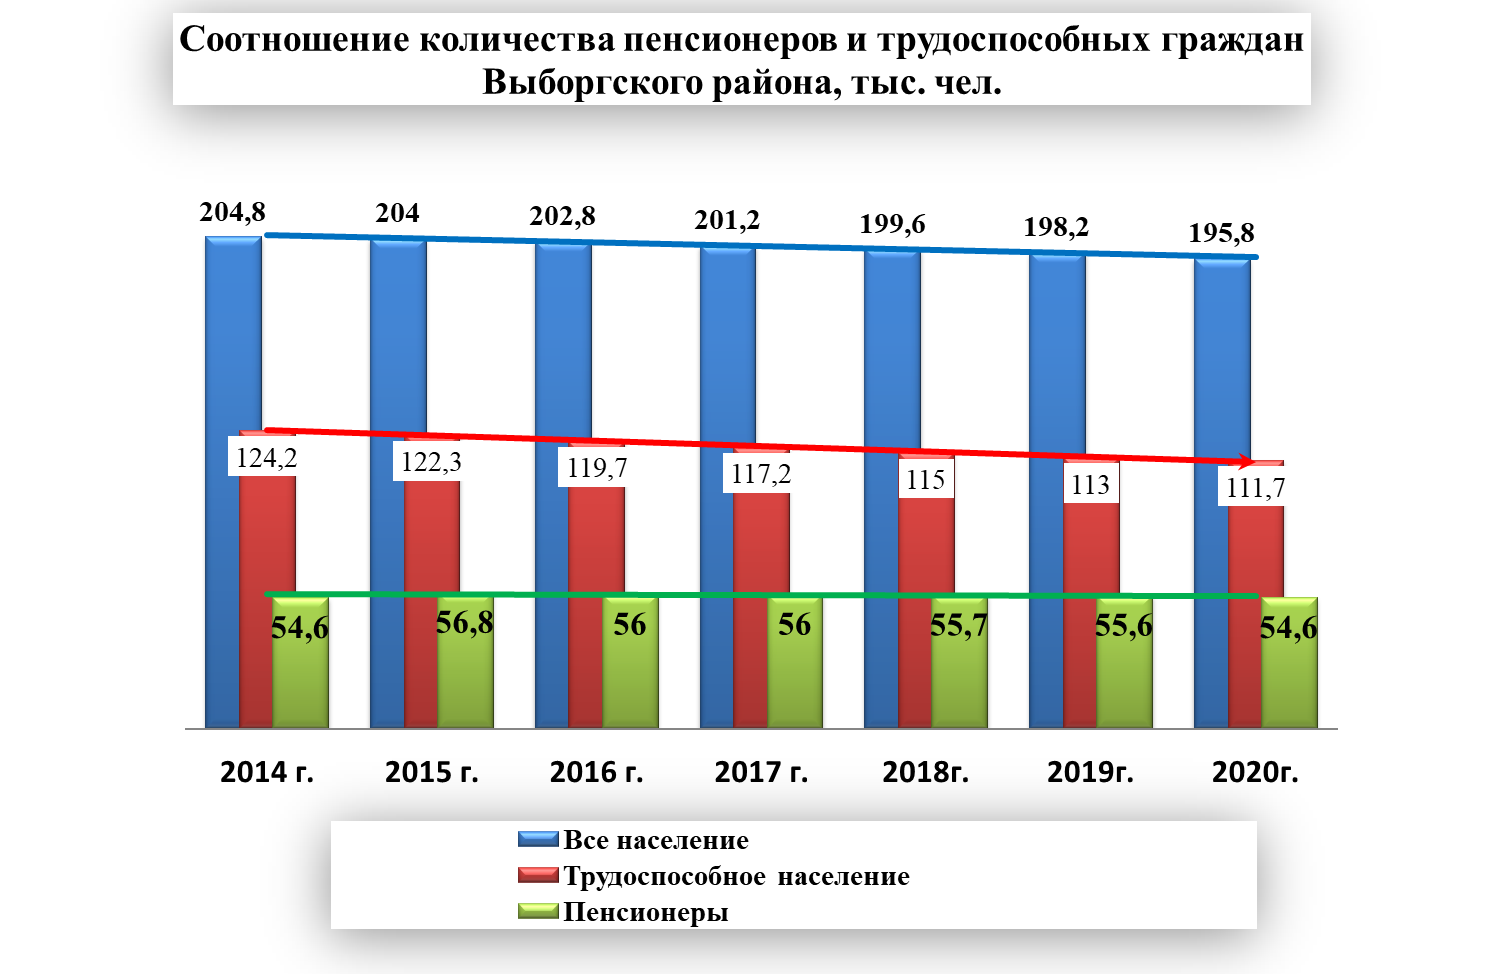 Соотношение количества пенсионеров и трудоспособных граждан
Выборгского района, тыс. чел.
204,8 204 202,8 201,2 199,6 198,2 195,8
124,2 122,3 119,7 117,2 115 113 111,7
54,6 56,8 56 56 55,7 55,6 54,6
2014 г. 2015 г. 2016 г. 2017 г. 2018г. 2019г. 2020г.
Все население
Трудоспособное население
Пенсионеры